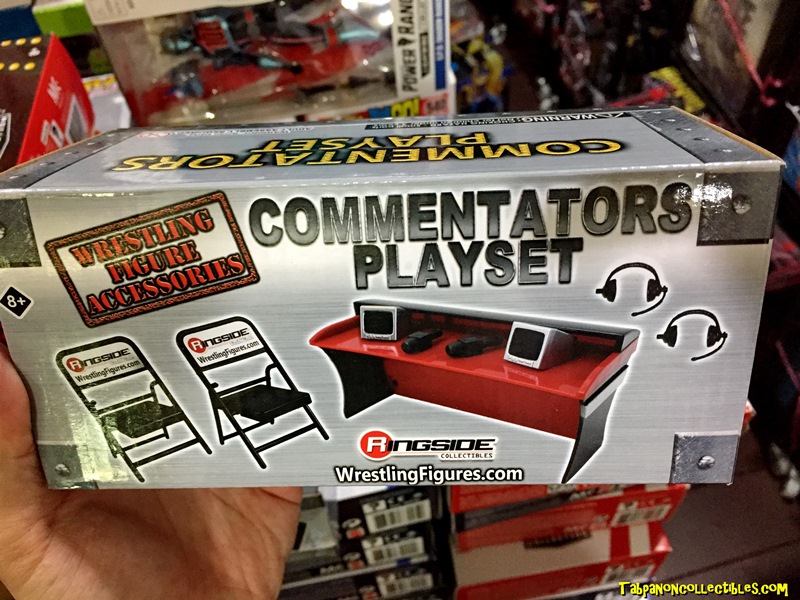 POWER RAN
WARNING:
COMMENTATORS
PLAYSET
WRESTLING
FIGURE
ACCESSORIES
COMMENTATORS
PLAYSET
8+
RINGSIDE
WrestlingFigures.com
RINGSIDE
WrestlingFigures.com
RINGSIDE
COLLECTIBLES
WrestlingFigures.com
Tabpanoncollectibles.com